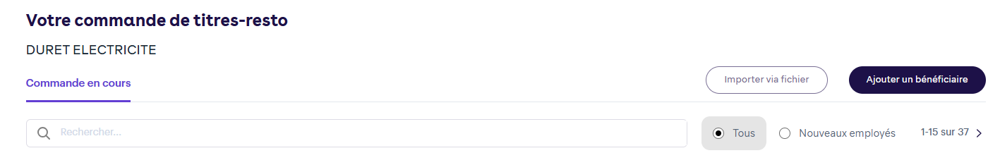 Votre commande de titres-resto
DURET ELECTRICITE
Commande en cours
Importer via fichier
Ajouter un bénéficiaire
Rechercher...
Tous
Nouveaux employés
1-15 sur 37